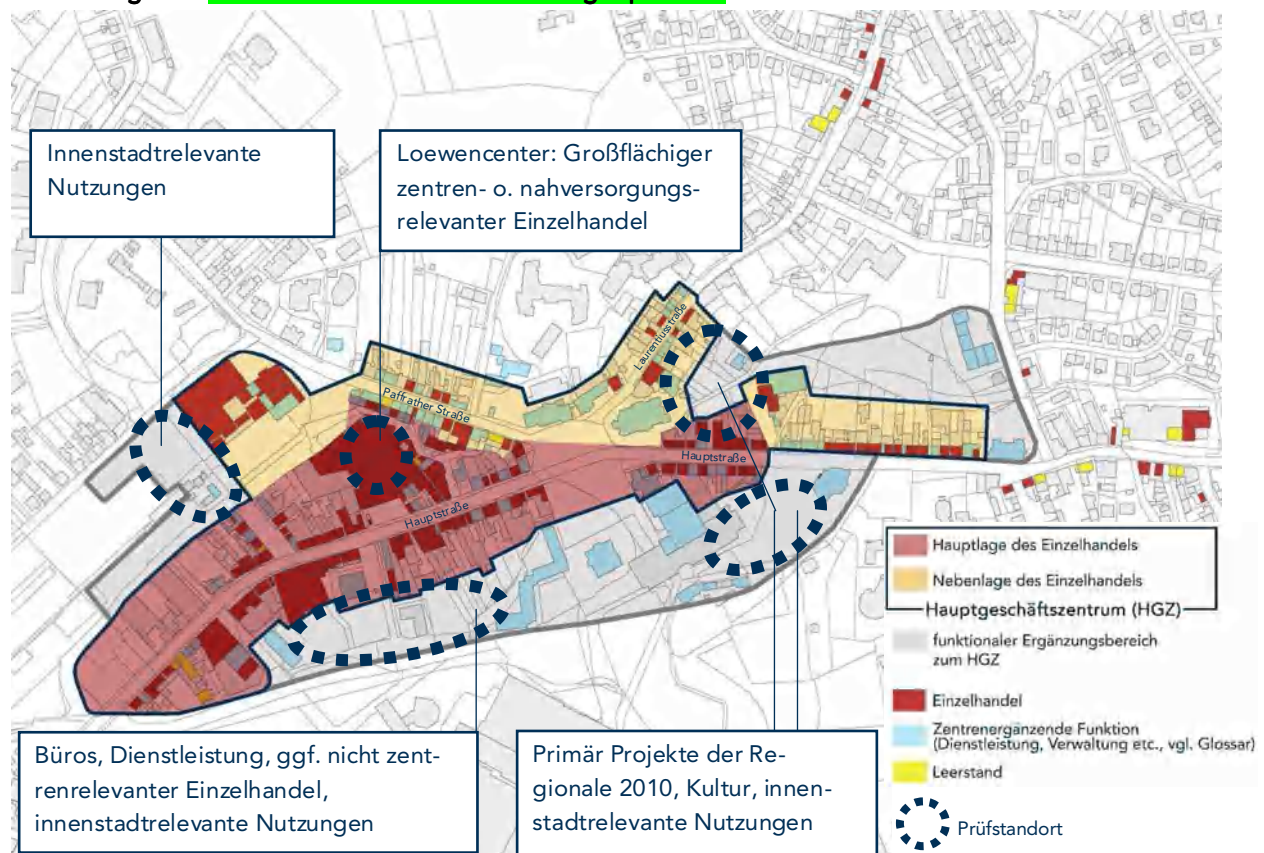 Innenstadtrelevante
Nutzungen
Loewencenter: Großflächiger
zentren- o. nahversorgungs-
relevanter Einzelhandel
Laurentiusstraße
Paffrather Straße
Hauptstraße
Hauptstraße
Hauptlage des Einzelhandels
Nebenlage des Einzelhandels
Hauptgeschäftszentrum (HGZ)
funktionaler Ergänzungsbereich
zum HGZ
Einzelhandel
Zentrenergänzende Funktion
(Dienstleistung, Verwaltung etc., vgl. Glossar)
Leerstand
Prüfstandort
Büros, Dienstleistung, ggf. nicht zent-
renrelevanter Einzelhandel,
innenstadtrelevante Nutzungen
Primär Projekte der Re-
gionale 2010, Kultur, innen-
stadtrelevante Nutzungen